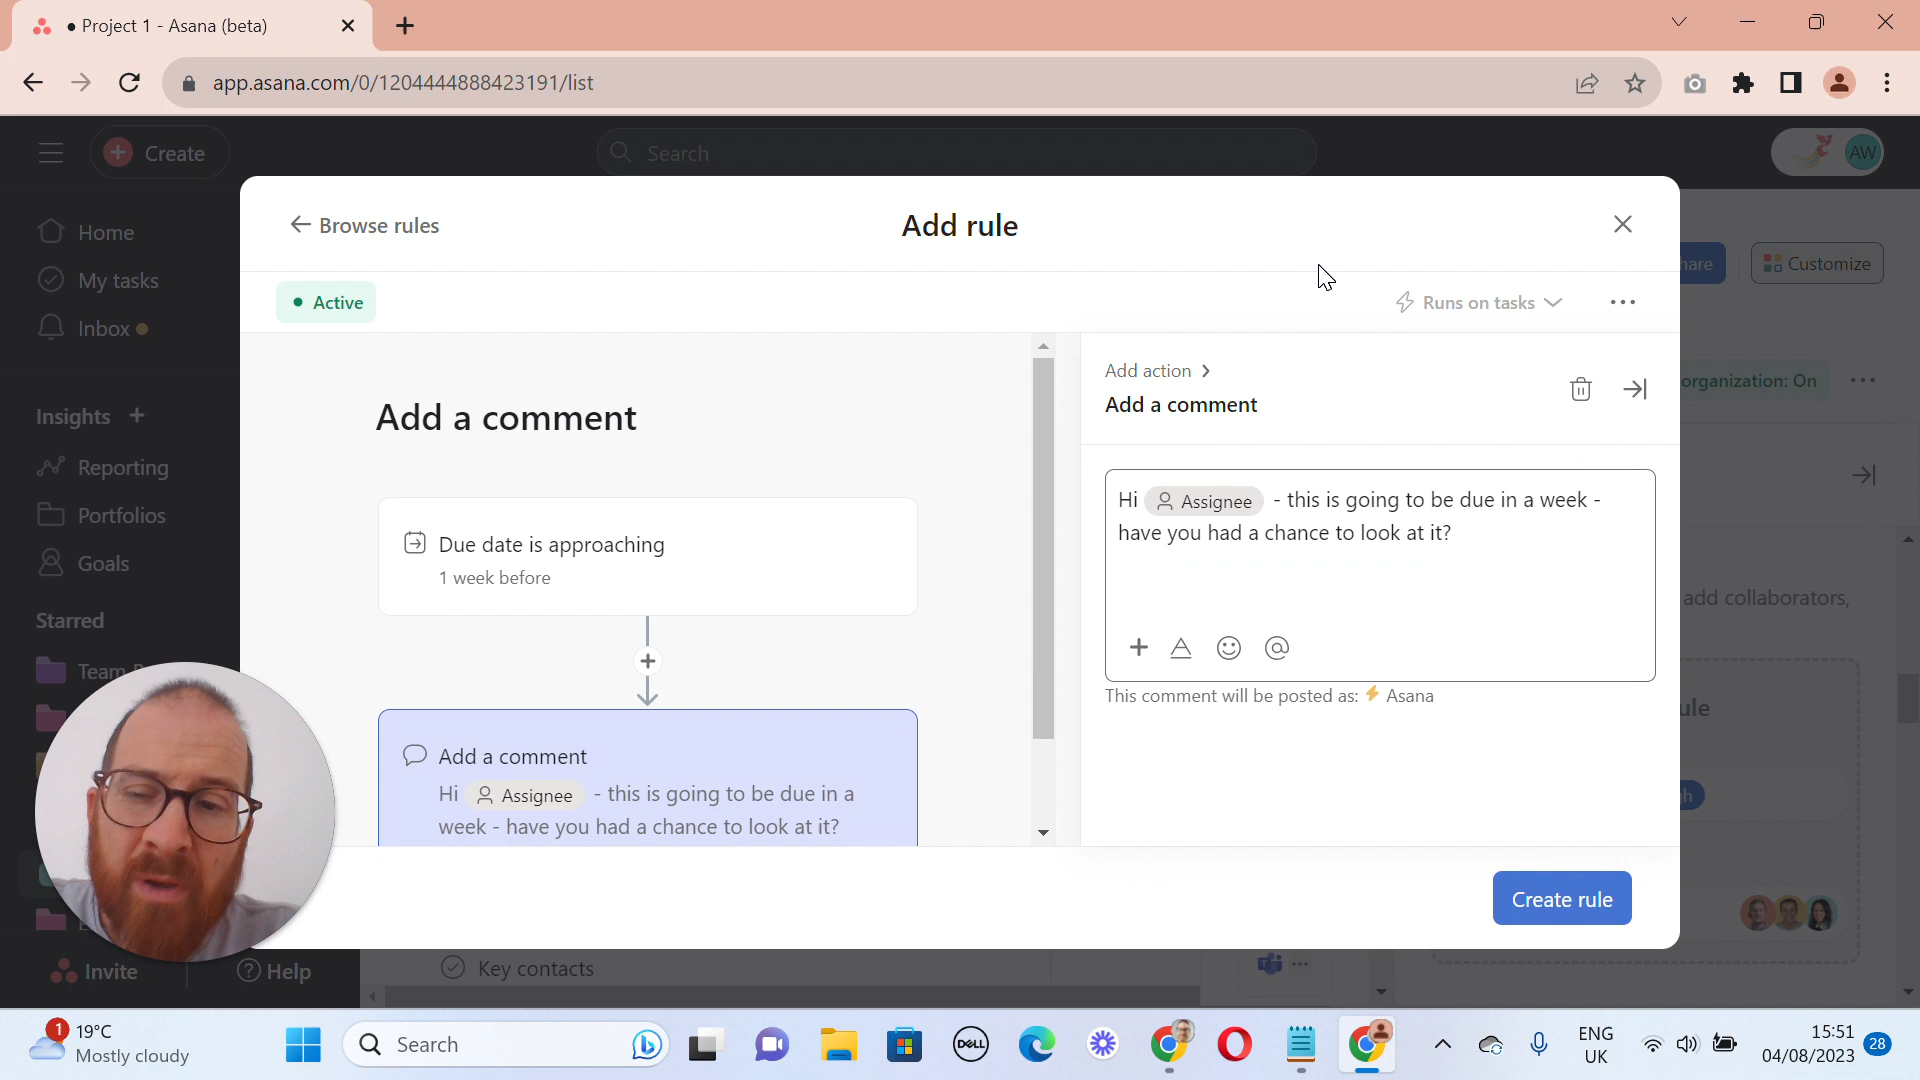 Project 1 - Asana (beta)
app.asana.com/0/1204444888423191/list
Create
Search
AW
Home
My tasks
Inbox
Insights
Reporting
Portfolios
Goals
Starred
Team
Invite
Help
Browse rules
Add rule
Active
Runs on tasks
Add a comment
Due date is approaching
1 week before
Add a comment
Hi Assignee - this is going to be due in a
week - have you had a chance to look at it?
Add action
Add a comment
Hi Assignee - this is going to be due in a week -
have you had a chance to look at it?
This comment will be posted as: Asana
Create rule
Customize
organization: On
add collaborators,
Key contacts
1
19°C
Mostly cloudy
Search
DELL
ENG
UK
15:51
04/08/2023
28